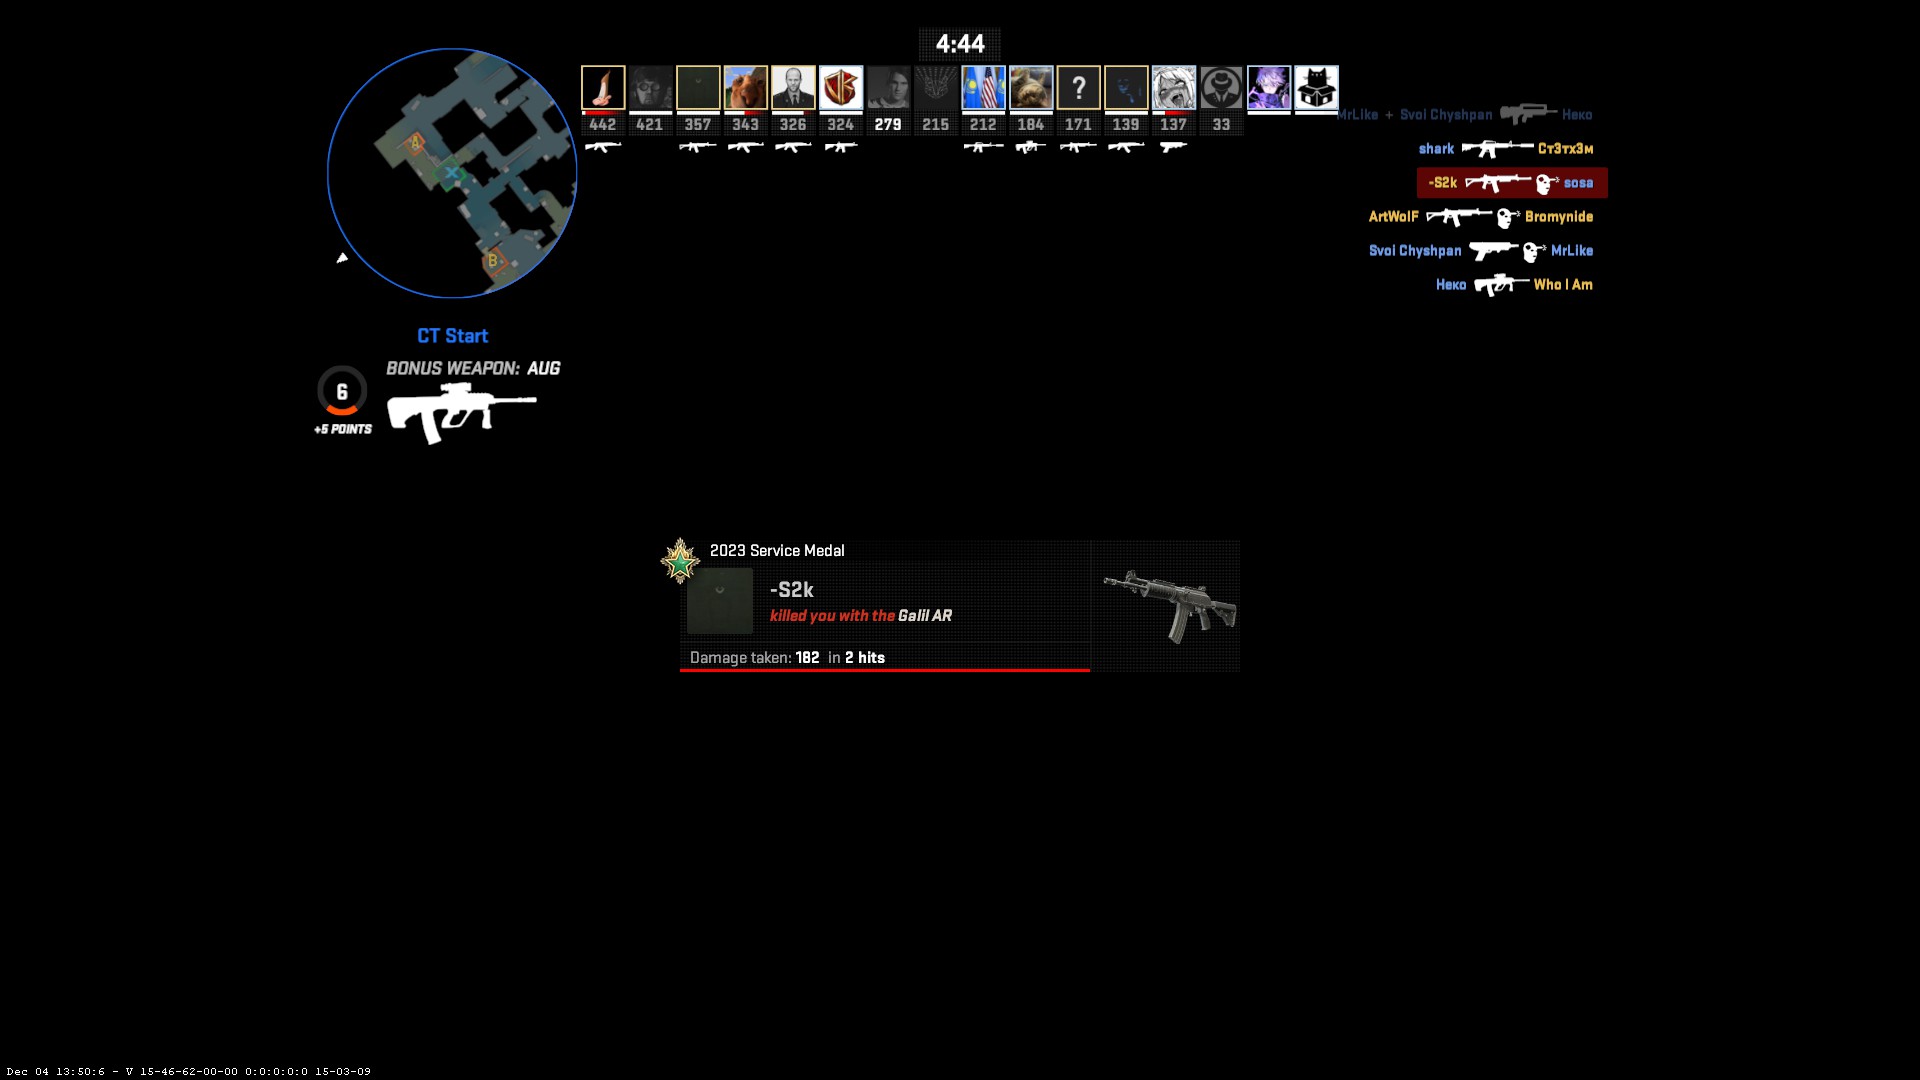 4:44
442 421 357 343 326 324 279 215 212 184 171 139 137 33
?
A
B
MrLike + Svoi Chyshpan Неко
shark Ст3тх3м
-S2k sosa
ArtWolF Bromynide
Svoi Chyshpan MrLike
Неко Who I Am
CT Start
BONUS WEAPON: AUG
6
+5 POINTS
2023 Service Medal
-S2k
killed you with the Galil AR
Damage taken: 182 in 2 hits
Dec 04 13:50:6 - V 15-46-62-00-00 0:0:0:0:0 15-03-09